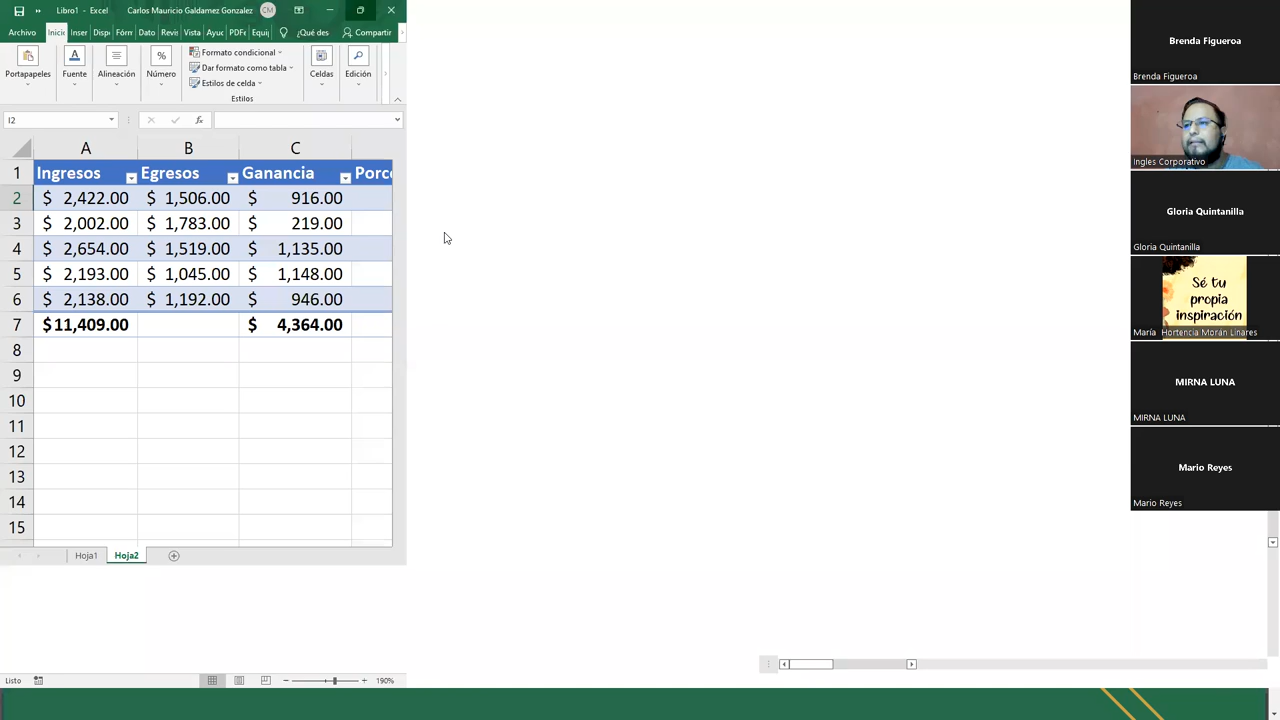 Libro1 - Excel
Carlos Mauricio Galdamez Gonzalez
CM
Archivo
Inicio
Inser
Disp
Fórm
Dato
Revis
Vista
Ayuc
PDFe
Equi
¿Qué des
Compartir
Portapapeles
Fuente
Alineación
Número
Formato condicional
Dar formato como tabla
Estilos de celda
Estilos
Celdas
Edición
I2
fx
A B C
1 Ingresos Egresos Ganancia Porce
2 $ 2,422.00 $ 1,506.00 $ 916.00
3 $ 2,002.00 $ 1,783.00 $ 219.00
4 $ 2,654.00 $ 1,519.00 $ 1,135.00
5 $ 2,193.00 $ 1,045.00 $ 1,148.00
6 $ 2,138.00 $ 1,192.00 $ 946.00
7 $11,409.00 $ 4,364.00
8
9
10
11
12
13
14
15
Hoja1 Hoja2
Listo
190%
Brenda Figueroa
Brenda Figueroa
Ingles Corporativo
Gloria Quintanilla
Gloria Quintanilla
Sé tu
propia
inspiración
María Hortencia Morán Linares
MIRNA LUNA
MIRNA LUNA
Mario Reyes
Mario Reyes